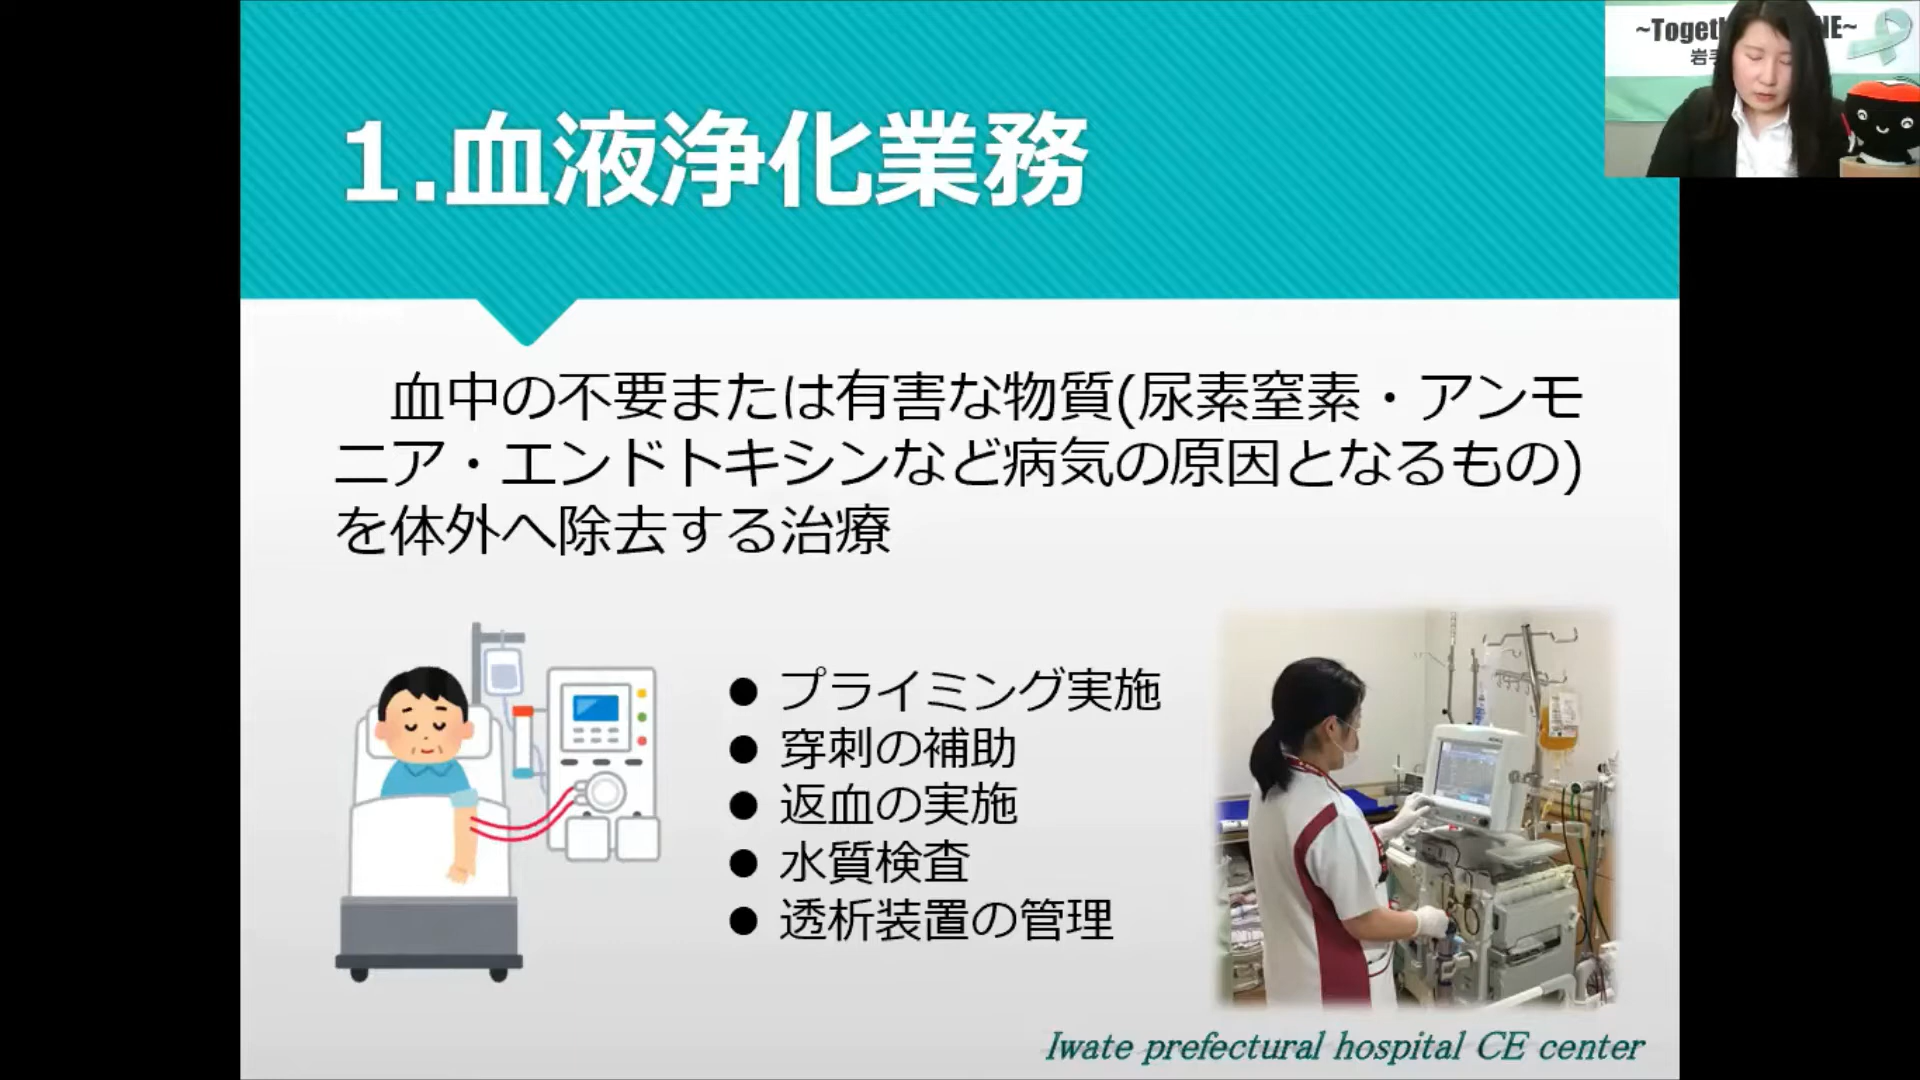 1.血液浄化業務
血中の不要または有害な物質(尿素窒素・アンモ
ニア・エンドトキシンなど病気の原因となるもの)
を体外へ除去する治療
● プライミング実施
● 穿刺の補助
● 返血の実施
● 水質検査
● 透析装置の管理
Iwate prefectural hospital CE center